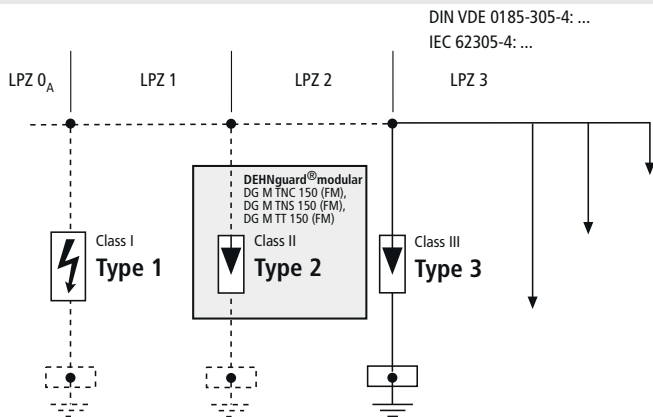 DIN VDE 0185-305-4: ...
IEC 62305-4: ...
LPZ 0A
LPZ 1
LPZ 2
LPZ 3
DEHNguard®modular
DG M TNC 150 (FM),
DG M TNS 150 (FM),
DG M TT 150 (FM)
Class I
Type 1
Class II
Type 2
Class III
Type 3